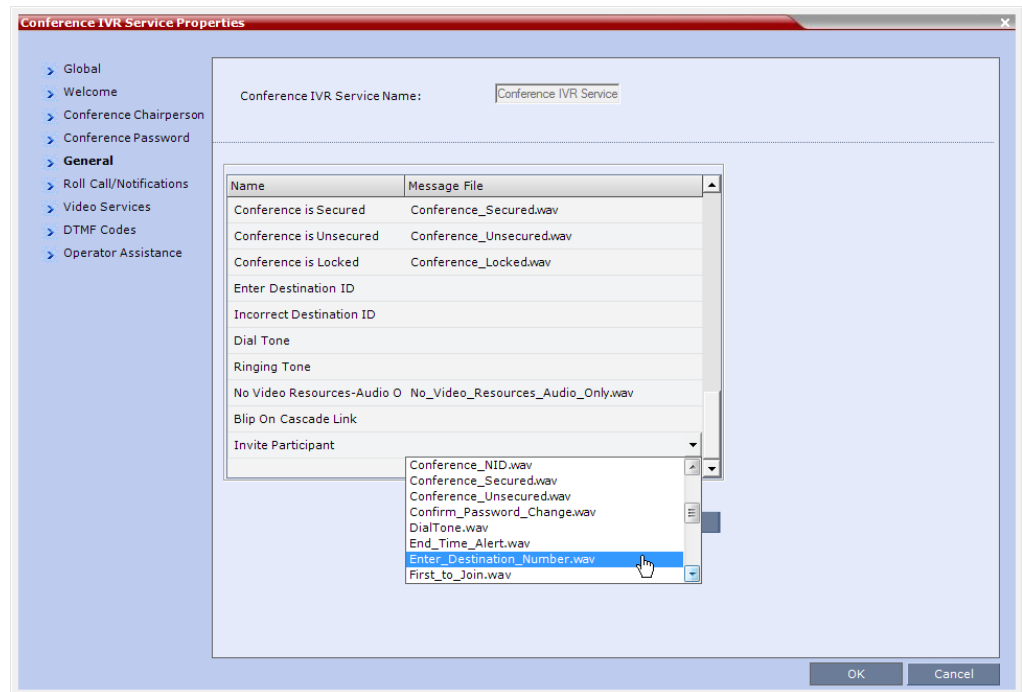 Conference IVR Service Properties
Global
Welcome
Conference Chairperson
Conference Password
General
Roll Call/Notifications
Video Services
DTMF Codes
Operator Assistance
Conference IVR Service Name:
Conference IVR Service
Name Message File
Conference is Secured Conference_Secured.wav
Conference is Unsecured Conference_Unsecured.wav
Conference is Locked Conference_Locked.wav
Enter Destination ID
Incorrect Destination ID
Dial Tone
Ringing Tone
No Video Resources-Audio O No_Video_Resources_Audio_Only.wav
Blip On Cascade Link
Invite Participant
Conference_NID.wav
Conference_Secured.wav
Conference_Unsecured.wav
Confirm_Password_Change.wav
DialTone.wav
End_Time_Alert.wav
Enter_Destination_Number.wav
First_to_Join.wav
OK Cancel